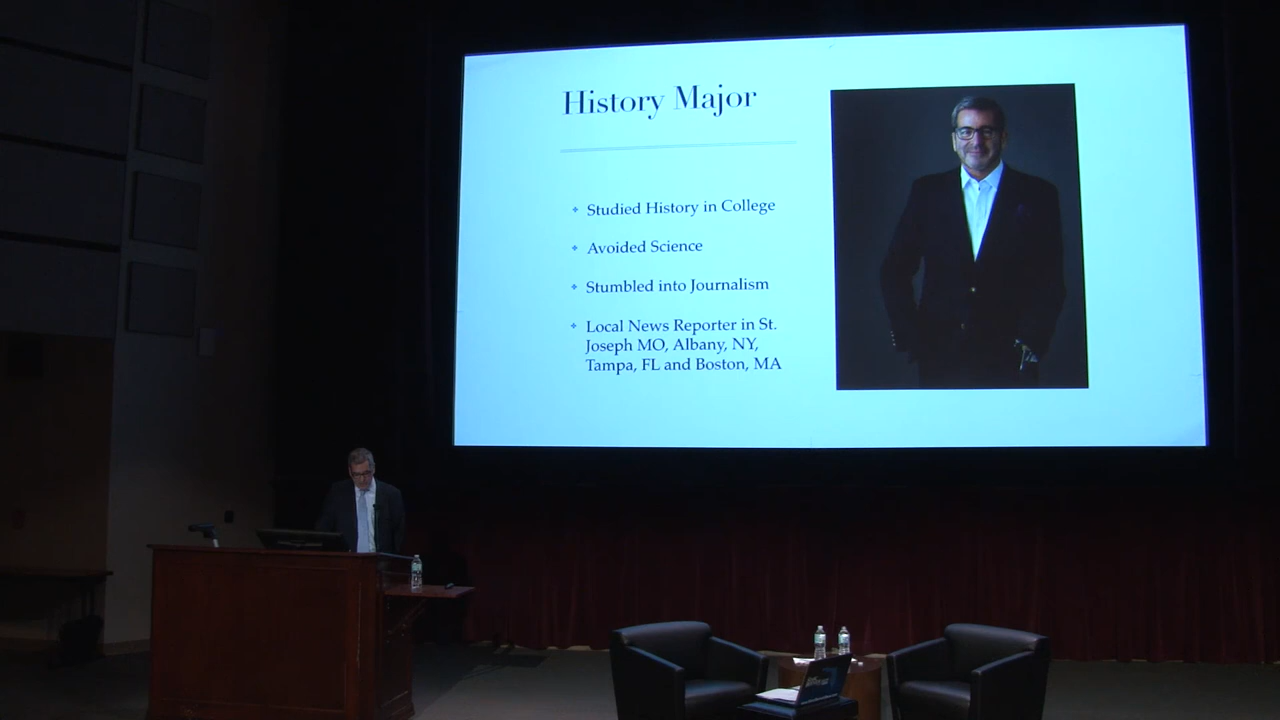 History Major
Studied History in College
Avoided Science
Stumbled into Journalism
Local News Reporter in St.
Joseph MO, Albany, NY,
Tampa, FL and Boston, MA